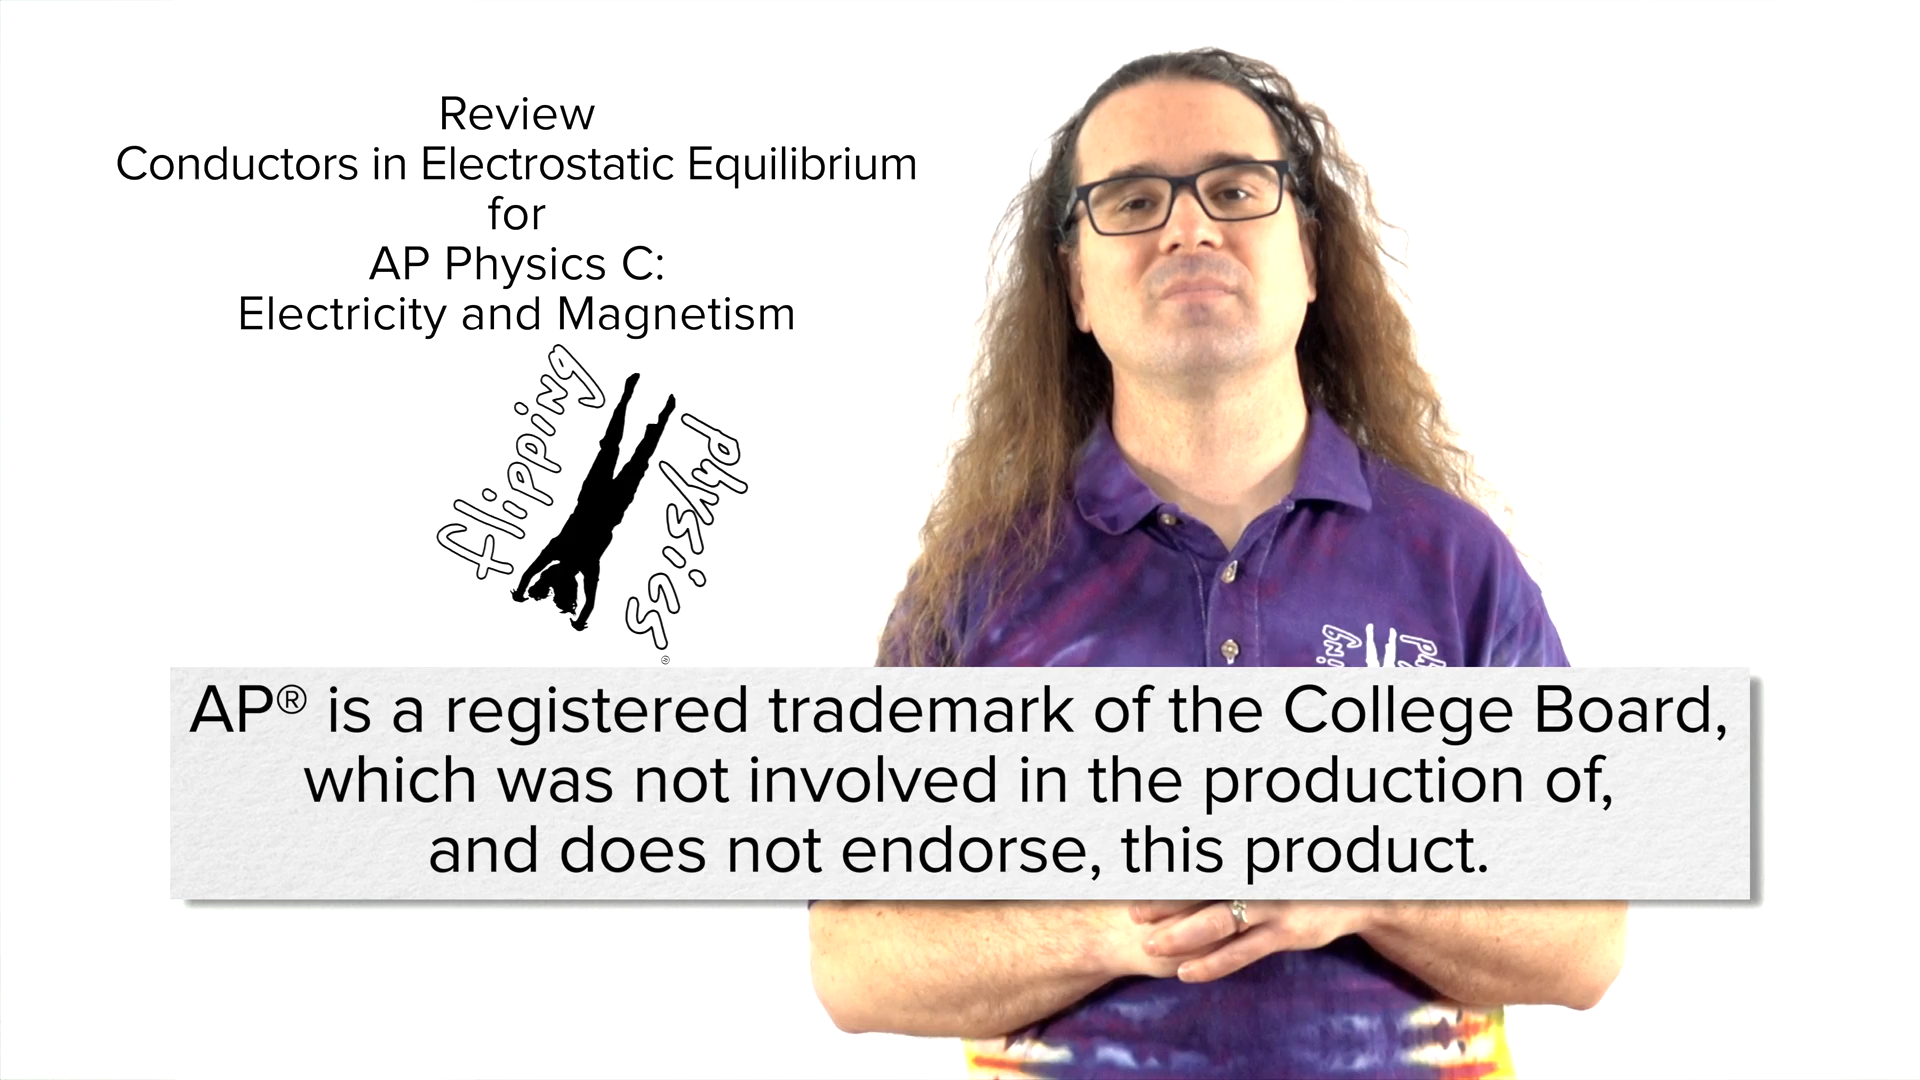 Review
Conductors in Electrostatic Equilibrium
for
AP Physics C:
Electricity and Magnetism
flipping
physics
®
AP® is a registered trademark of the College Board,
which was not involved in the production of,
and does not endorse, this product.